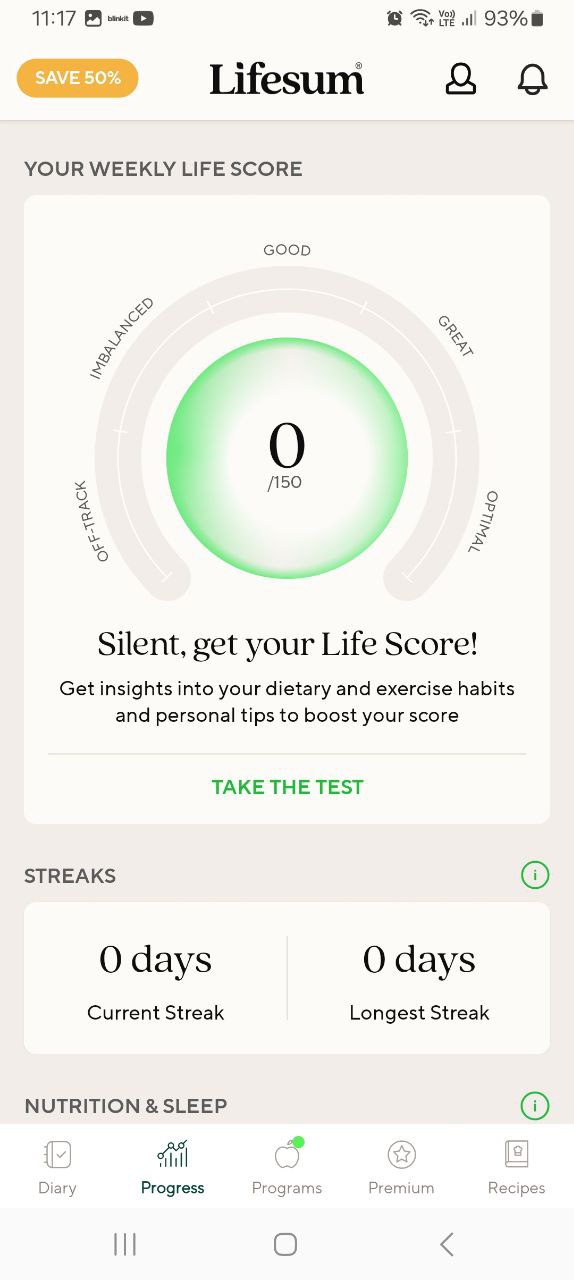 11:17 blinkit Vo)) LTE 93%
SAVE 50% Lifesum®
YOUR WEEKLY LIFE SCORE
GOOD
IMBALANCED
GREAT
OFF-TRACK
OPTIMAL
0
/150
Silent, get your Life Score!
Get insights into your dietary and exercise habits
and personal tips to boost your score
TAKE THE TEST
STREAKS i
0 days 0 days
Current Streak Longest Streak
NUTRITION & SLEEP i
Diary Progress Programs Premium Recipes